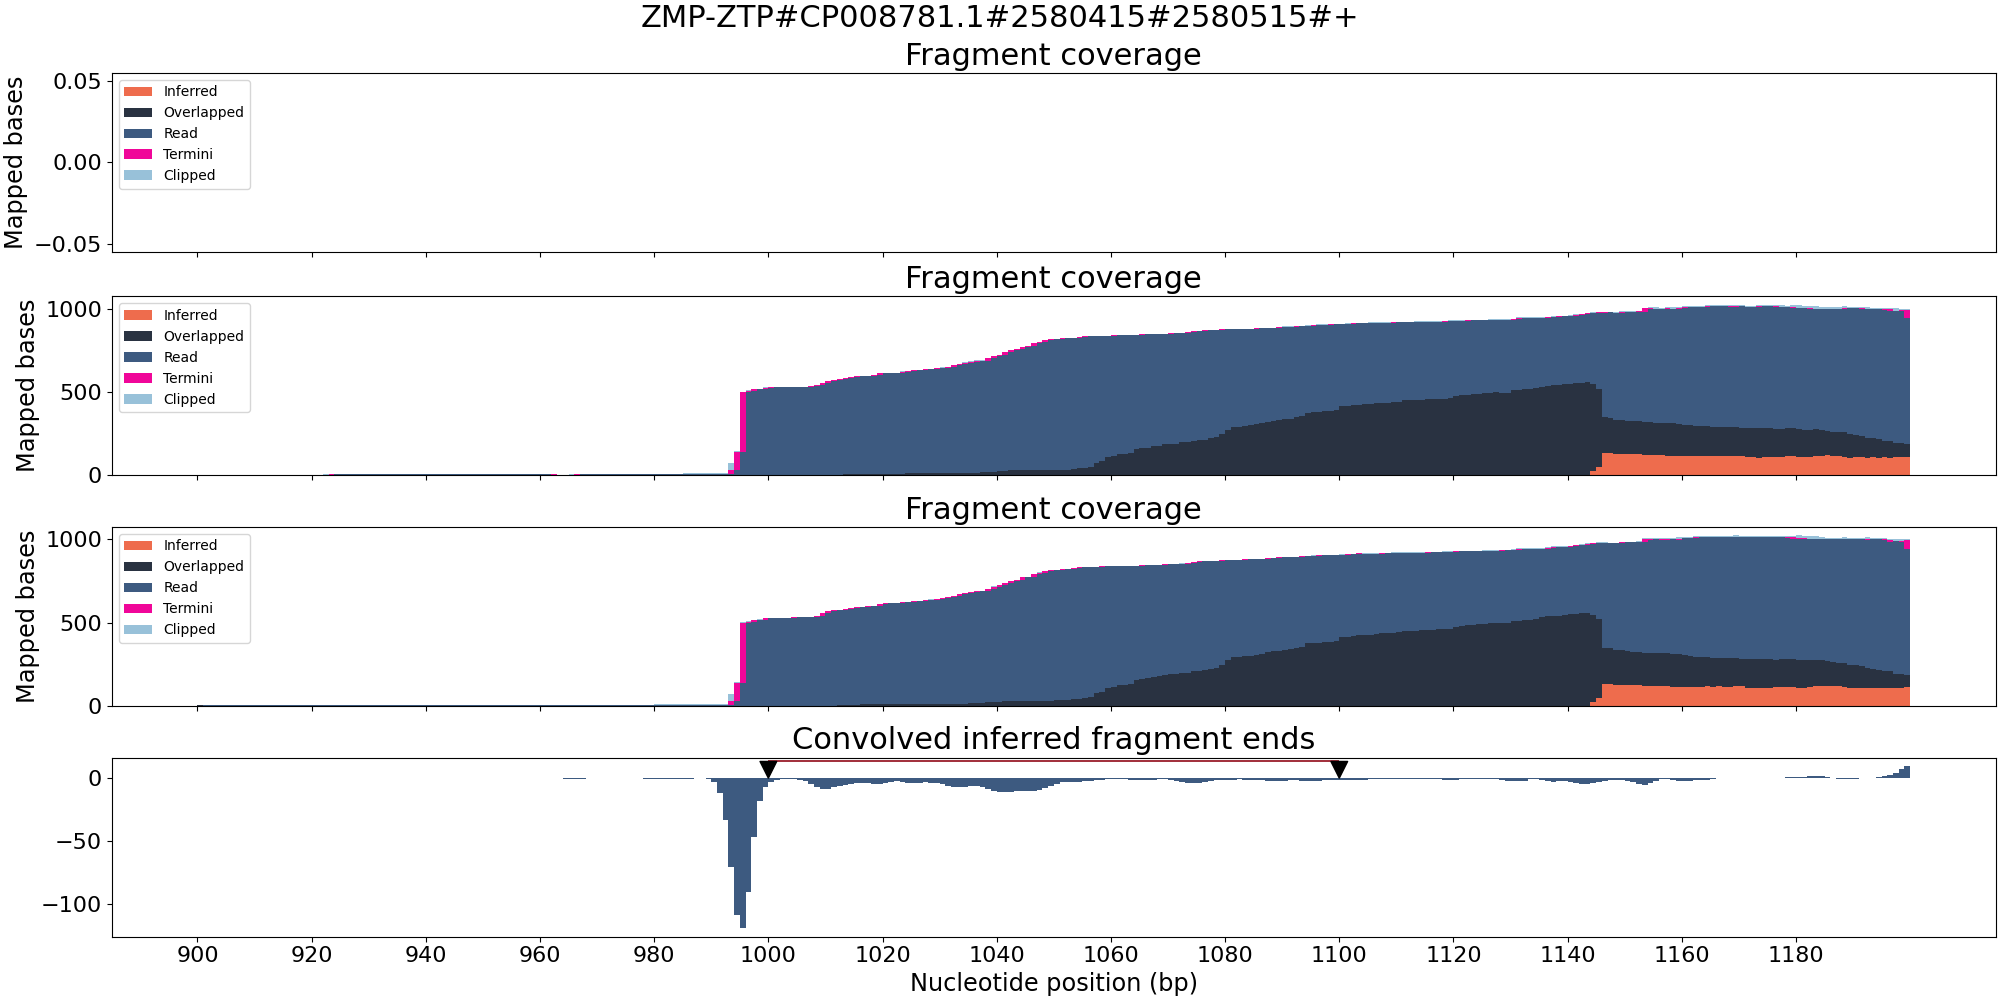 ZMP-ZTP#CP008781.1#2580415#2580515#+
Fragment coverage
Mapped bases
0.05
0.00
−0.05
Inferred
Overlapped
Read
Termini
Clipped
Fragment coverage
Mapped bases
1000
500
0
Inferred
Overlapped
Read
Termini
Clipped
Fragment coverage
Mapped bases
1000
500
0
Inferred
Overlapped
Read
Termini
Clipped
Convolved inferred fragment ends
0
−50
−100
900 920 940 960 980 1000 1020 1040 1060 1080 1100 1120 1140 1160 1180
Nucleotide position (bp)